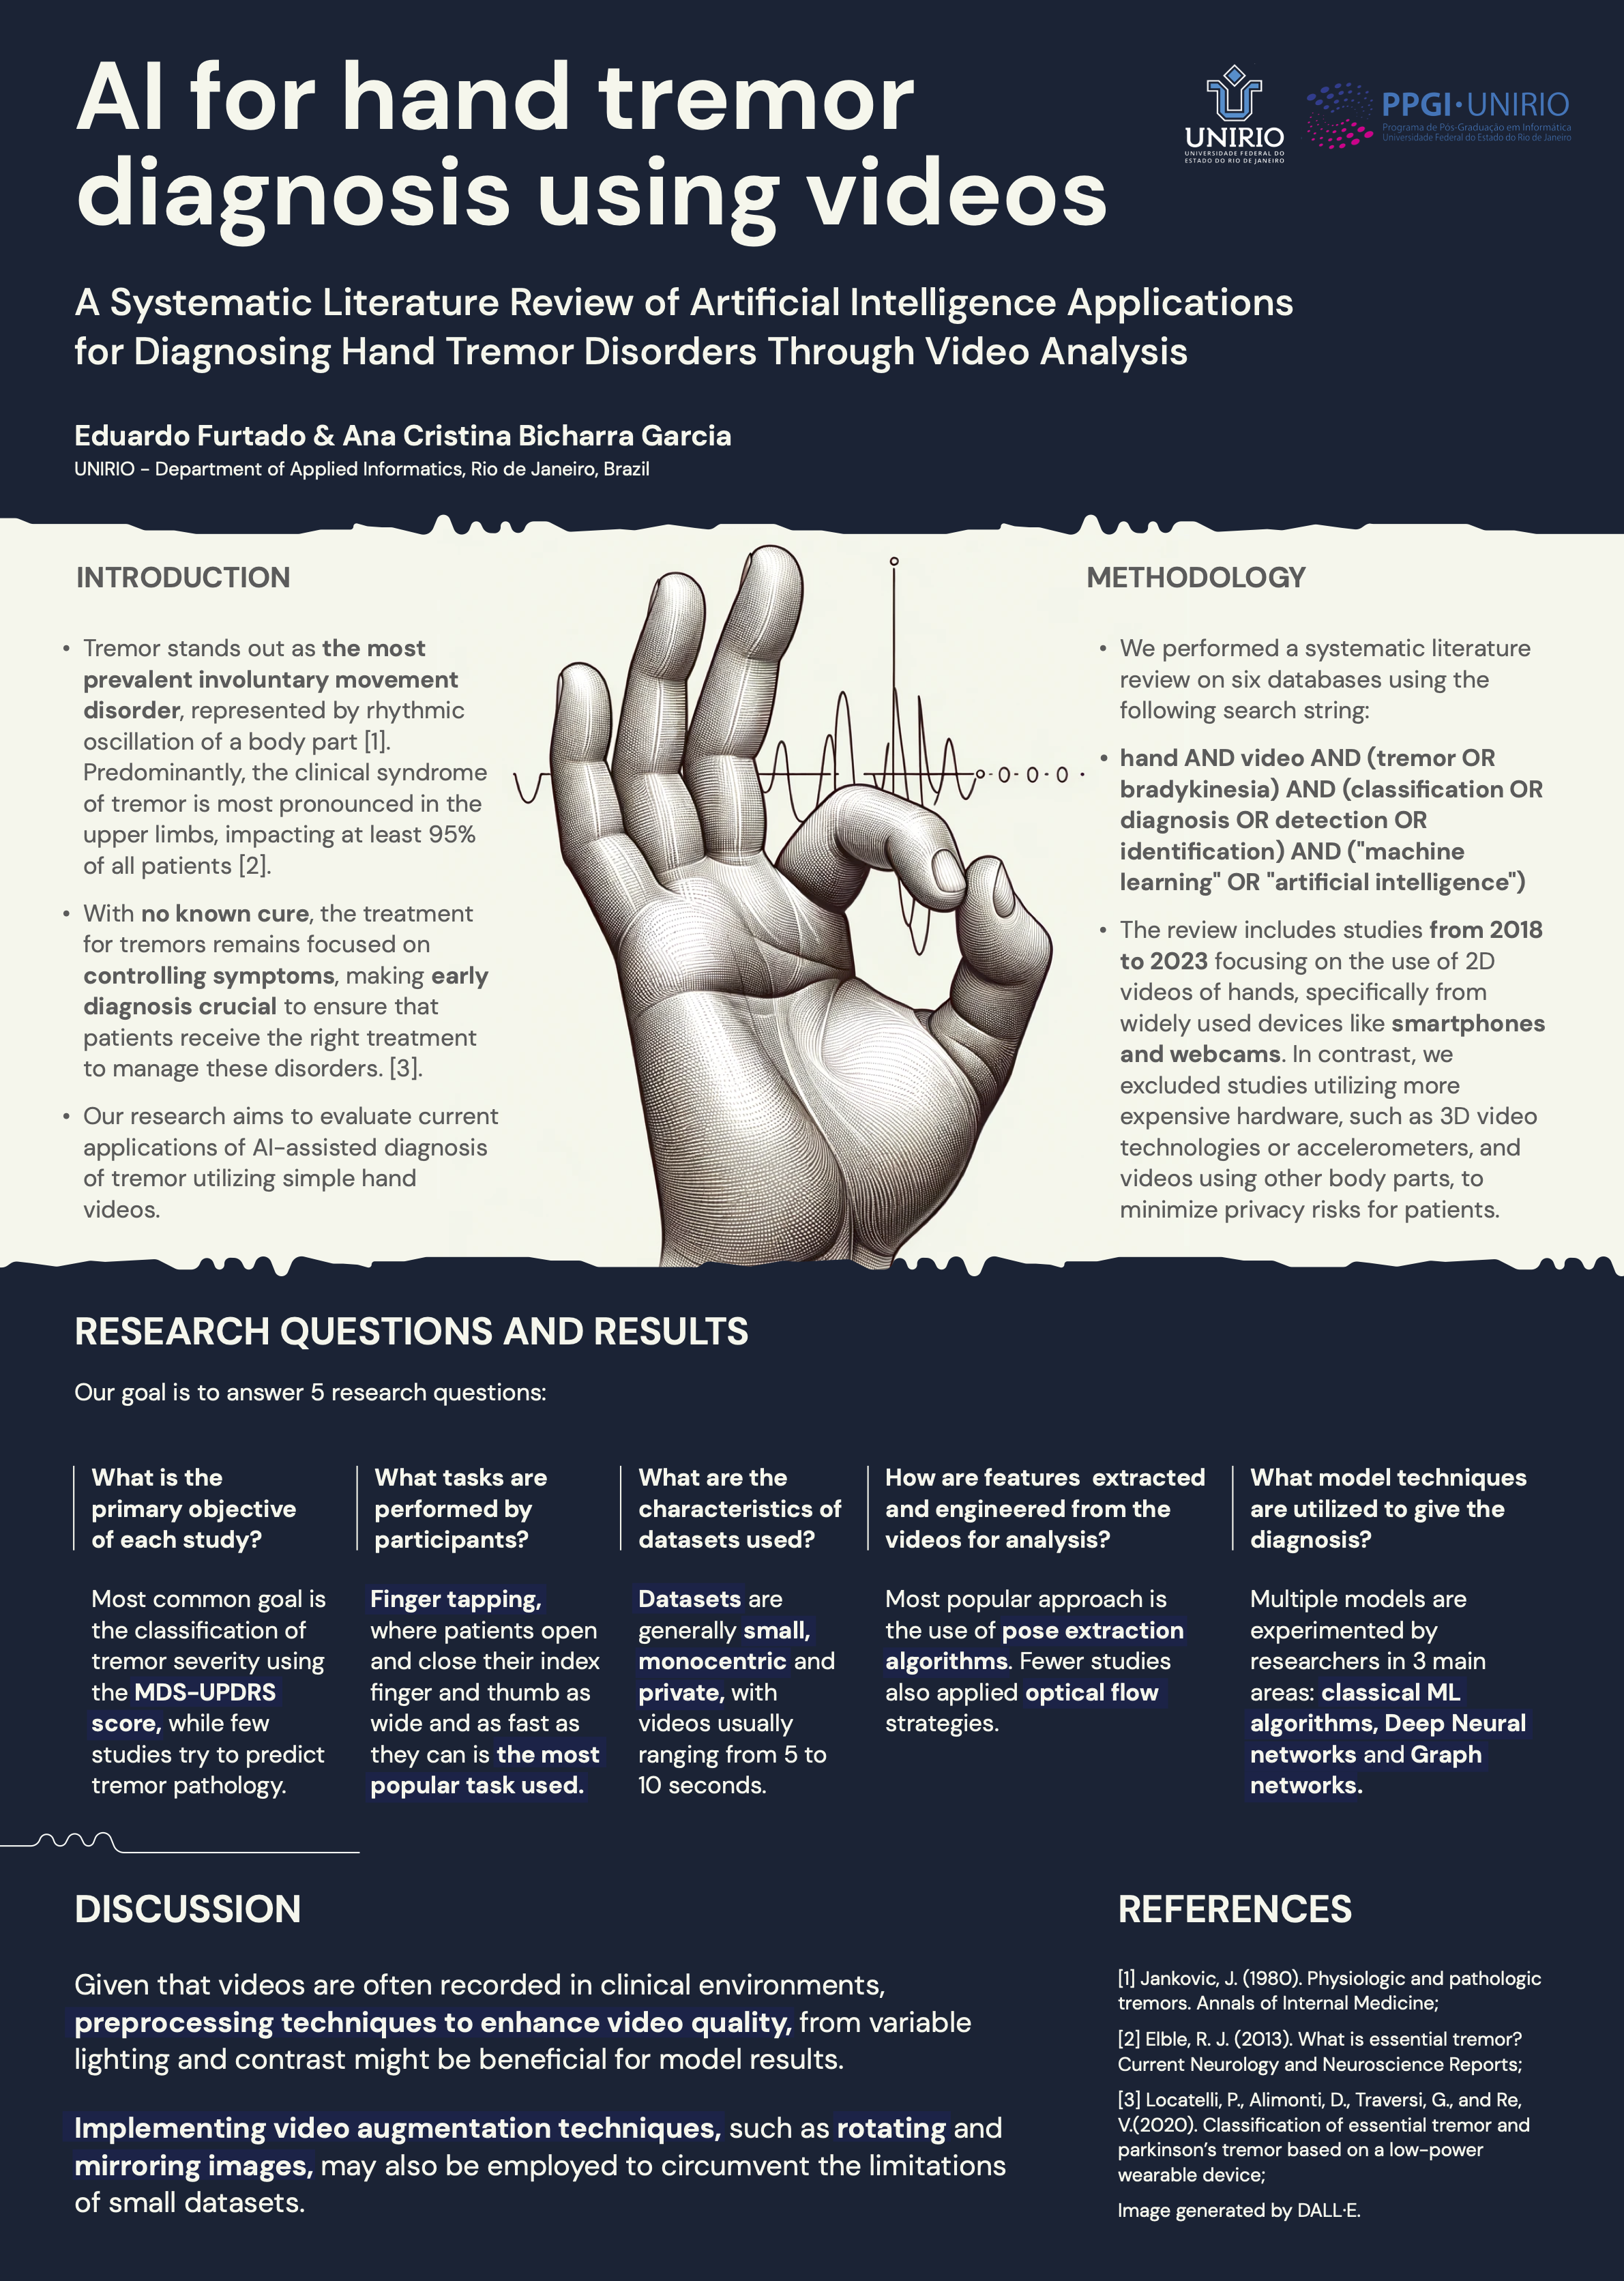 AI for hand tremor
diagnosis using videos
UNIRIO
UNIVERSIDADE FEDERAL DO
ESTADO DO RIO DE JANEIRO
PPGI·UNIRIO
Programa de Pós-Graduação em Informática
Universidade Federal do Estado do Rio de Janeiro
A Systematic Literature Review of Artificial Intelligence Applications
for Diagnosing Hand Tremor Disorders Through Video Analysis
Eduardo Furtado & Ana Cristina Bicharra Garcia
UNIRIO - Department of Applied Informatics, Rio de Janeiro, Brazil
INTRODUCTION
• Tremor stands out as the most
prevalent involuntary movement
disorder, represented by rhythmic
oscillation of a body part [1].
Predominantly, the clinical syndrome
of tremor is most pronounced in the
upper limbs, impacting at least 95%
of all patients [2].
• With no known cure, the treatment
for tremors remains focused on
controlling symptoms, making early
diagnosis crucial to ensure that
patients receive the right treatment
to manage these disorders. [3].
• Our research aims to evaluate current
applications of AI-assisted diagnosis
of tremor utilizing simple hand
videos.
METHODOLOGY
• We performed a systematic literature
review on six databases using the
following search string:
• hand AND video AND (tremor OR
bradykinesia) AND (classification OR
diagnosis OR detection OR
identification) AND ("machine
learning" OR "artificial intelligence")
• The review includes studies from 2018
to 2023 focusing on the use of 2D
videos of hands, specifically from
widely used devices like smartphones
and webcams. In contrast, we
excluded studies utilizing more
expensive hardware, such as 3D video
technologies or accelerometers, and
videos using other body parts, to
minimize privacy risks for patients.
RESEARCH QUESTIONS AND RESULTS
Our goal is to answer 5 research questions:
What is the
primary objective
of each study?
Most common goal is
the classification of
tremor severity using
the MDS-UPDRS
score, while few
studies try to predict
tremor pathology.
What tasks are
performed by
participants?
Finger tapping,
where patients open
and close their index
finger and thumb as
wide and as fast as
they can is the most
popular task used.
What are the
characteristics of
datasets used?
Datasets are
generally small,
monocentric and
private, with
videos usually
ranging from 5 to
10 seconds.
How are features extracted
and engineered from the
videos for analysis?
Most popular approach is
the use of pose extraction
algorithms. Fewer studies
also applied optical flow
strategies.
What model techniques
are utilized to give the
diagnosis?
Multiple models are
experimented by
researchers in 3 main
areas: classical ML
algorithms, Deep Neural
networks and Graph
networks.
DISCUSSION
Given that videos are often recorded in clinical environments,
preprocessing techniques to enhance video quality, from variable
lighting and contrast might be beneficial for model results.
Implementing video augmentation techniques, such as rotating and
mirroring images, may also be employed to circumvent the limitations
of small datasets.
REFERENCES
[1] Jankovic, J. (1980). Physiologic and pathologic
tremors. Annals of Internal Medicine;
[2] Elble, R. J. (2013). What is essential tremor?
Current Neurology and Neuroscience Reports;
[3] Locatelli, P., Alimonti, D., Traversi, G., and Re,
V.(2020). Classification of essential tremor and
parkinson's tremor based on a low-power
wearable device;
Image generated by DALL·E.